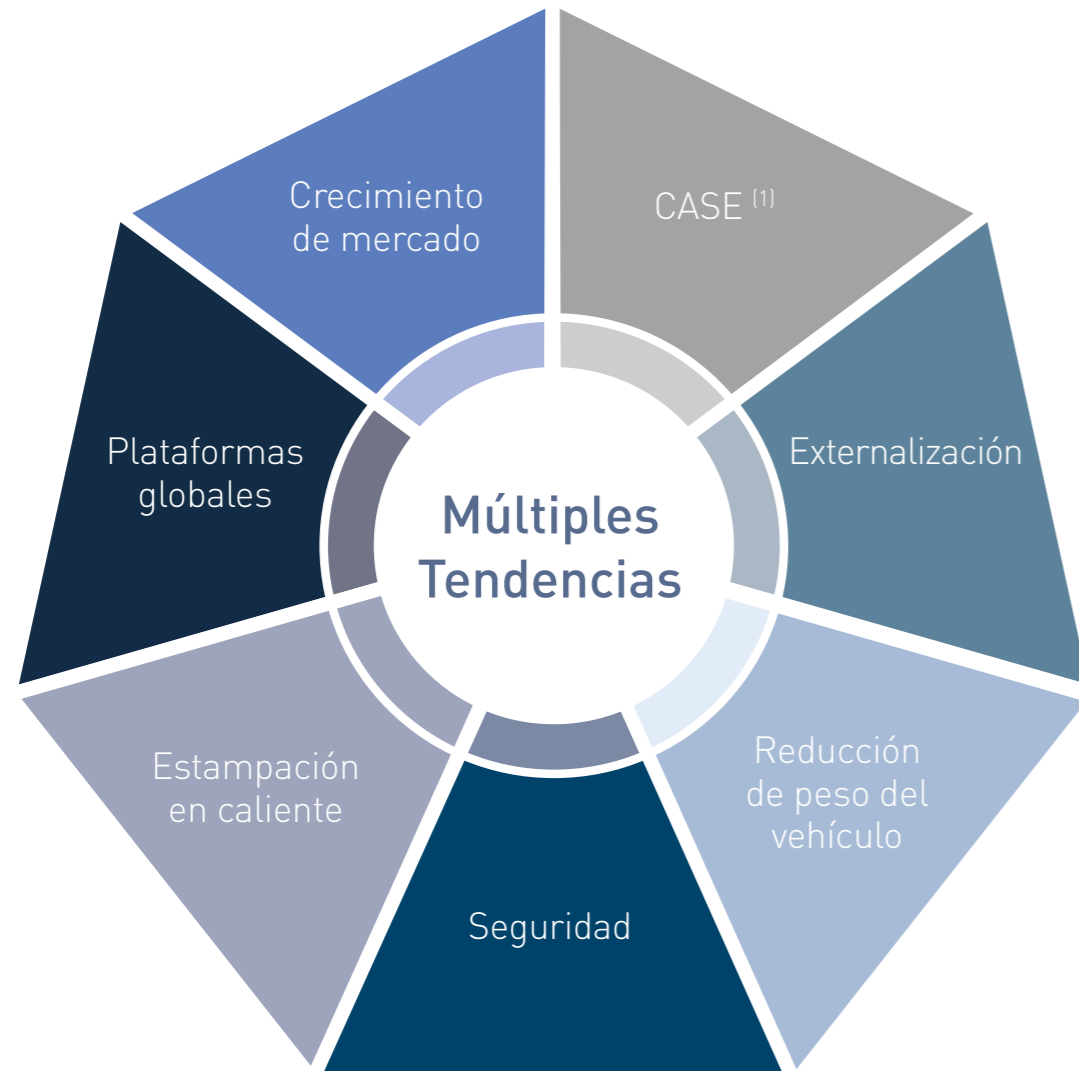 Crecimiento
de mercado
CASE (1)
Plataformas
globales
Externalización
Múltiples
Tendencias
Estampación
en caliente
Reducción
de peso del
vehículo
Seguridad